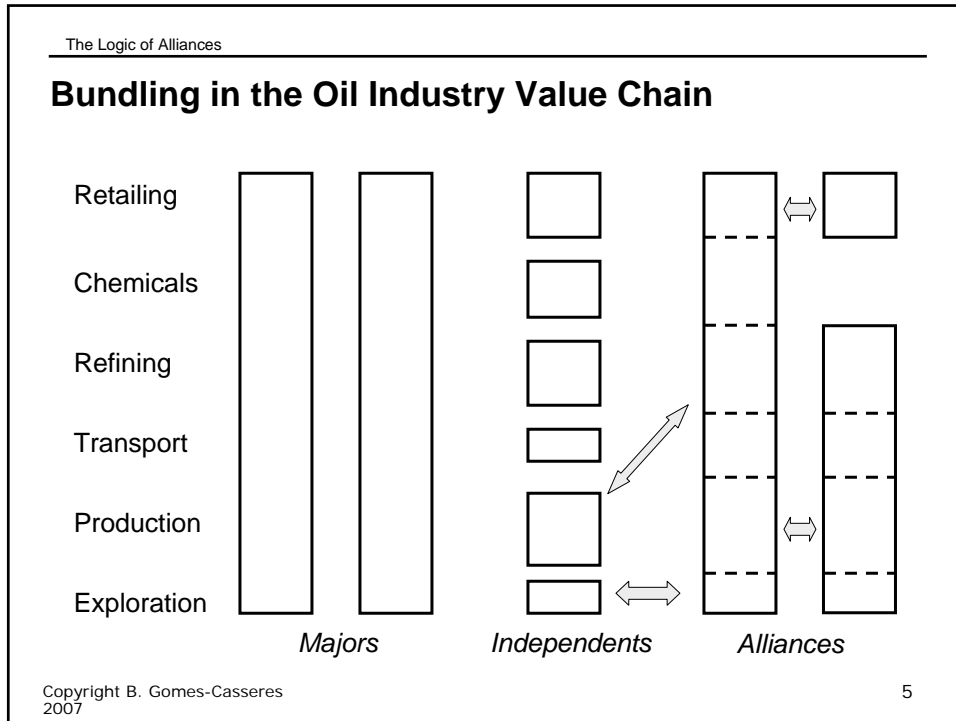 The Logic of Alliances
Bundling in the Oil Industry Value Chain
Retailing
Chemicals
Refining
Transport
Production
Exploration
Majors
Independents
Alliances
Copyright B. Gomes-Casseres
2007
5